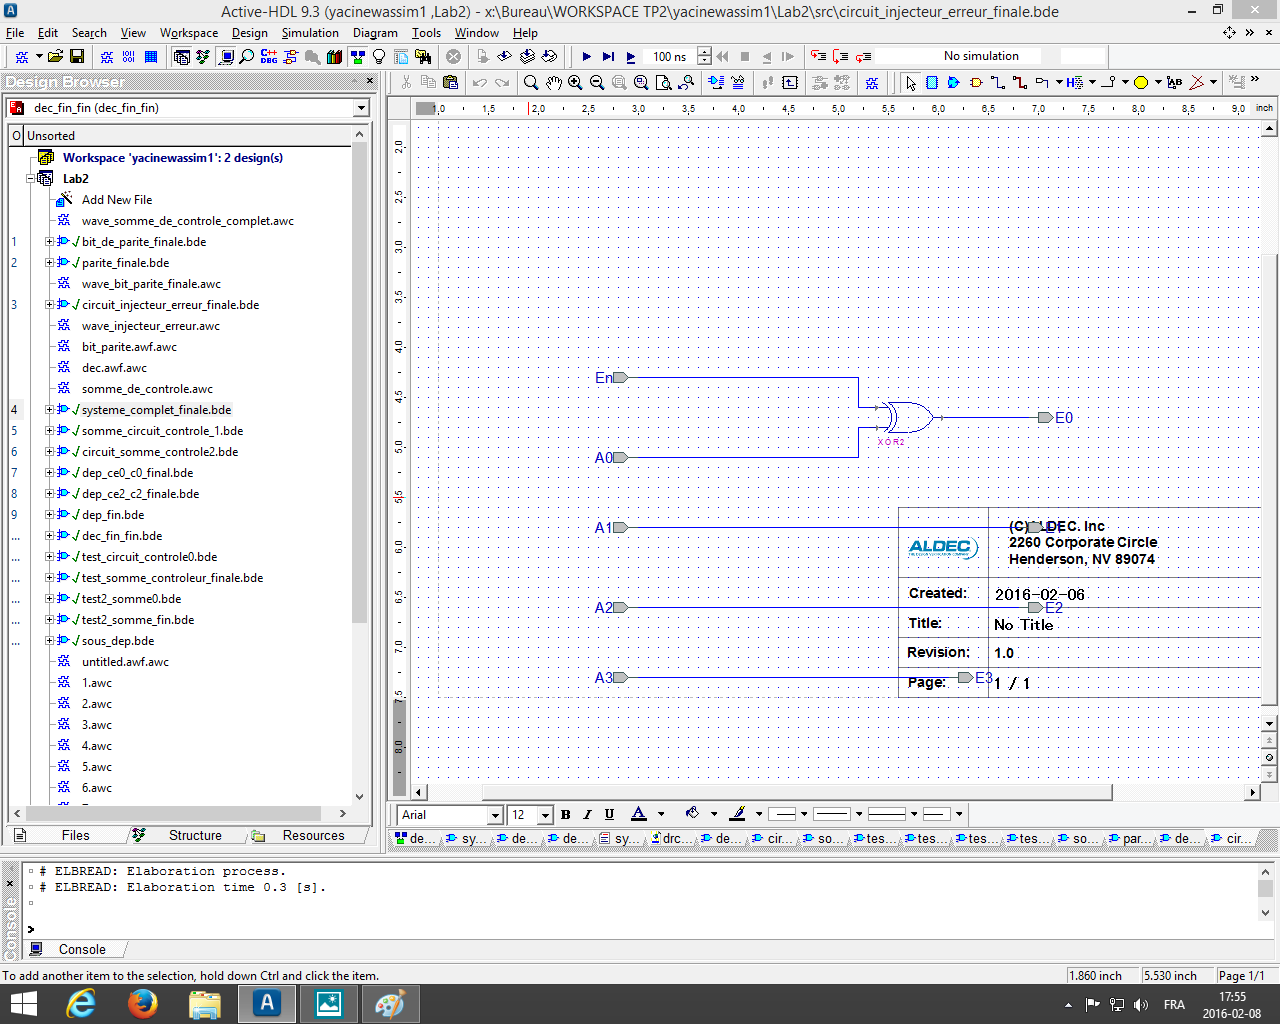 Active-HDL 9.3 (yacinewassim1 ,Lab2) - x:\Bureau\WORKSPACE TP2\yacinewassim1\Lab2\src\circuit_injecteur_erreur_finale.bde
File Edit Search View Workspace Design Simulation Diagram Tools Window Help
100 ns No simulation
Design Browser
dec_fin_fin (dec_fin_fin)
O Unsorted
Workspace 'yacinewassim1': 2 design(s)
Lab2
Add New File
wave_somme_de_controle_complet.awc
1 bit_de_parite_finale.bde
2 parite_finale.bde
wave_bit_parite_finale.awc
3 circuit_injecteur_erreur_finale.bde
wave_injecteur_erreur.awc
bit_parite.awf.awc
dec.awf.awc
somme_de_controle.awc
4 systeme_complet_finale.bde
5 somme_circuit_controle_1.bde
6 circuit_somme_controle2.bde
7 dep_ce0_c0_final.bde
8 dep_ce2_c2_finale.bde
9 dep_fin.bde
... dec_fin_fin.bde
... test_circuit_controle0.bde
... test_somme_controleur_finale.bde
... test2_somme0.bde
... test2_somme_fin.bde
... sous_dep.bde
untitled.awf.awc
1.awc
2.awc
3.awc
4.awc
5.awc
6.awc
Files Structure Resources
1,0 1,5 2,0 2,5 3,0 3,5 4,0 4,5 5,0 5,5 6,0 6,5 7,0 7,5 8,0 8,5 9,0 inch
2,0
2,5
3,0
3,5
4,0
4,5
5,0
5,5
6,0
6,5
7,0
7,5
8,0
En
E0
XOR2
A0
A1
(C)ALDEC. Inc
2260 Corporate Circle
Henderson, NV 89074
ALDEC
Created: 2016-02-06
A2 E2
Title: No Title
Revision: 1.0
A3 E3
Page: 1 / 1
Arial 12 B I U A
de... sy... de... de... sy... drc... de... cir... so... tes... tes... tes... tes... so... par... de... cir...
# ELBREAD: Elaboration process.
# ELBREAD: Elaboration time 0.3 [s].
>
Console
Console
To add another item to the selection, hold down Ctrl and click the item. 1.860 inch 5.530 inch Page 1/1
FRA 17:55
2016-02-08